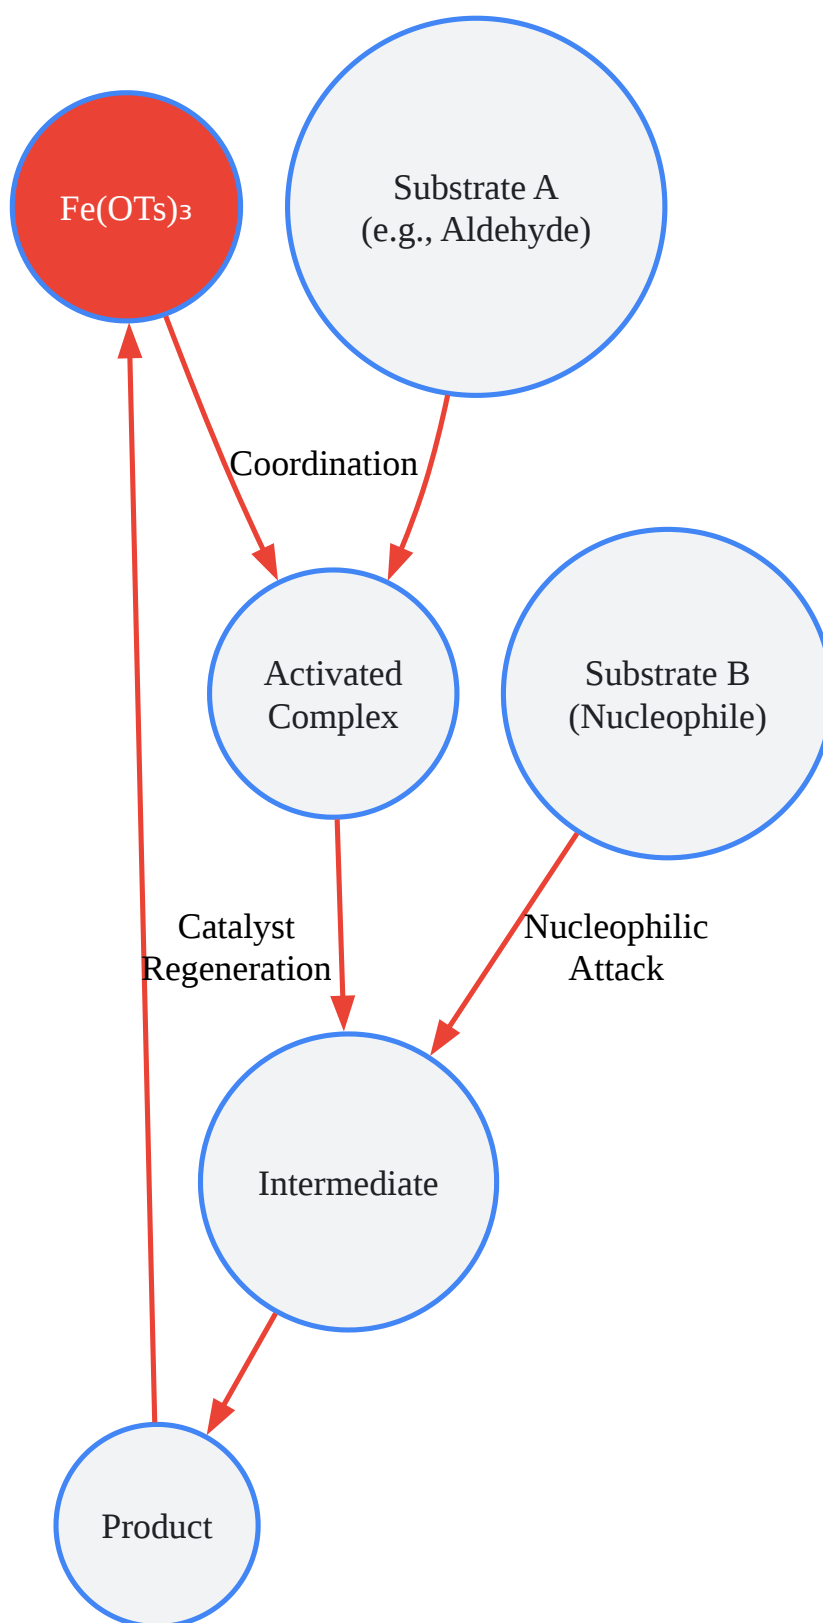 Fe(OTs)₃
Substrate A
(e.g., Aldehyde)
Coordination
Activated
Complex
Substrate B
(Nucleophile)
Catalyst
Regeneration
Nucleophilic
Attack
Intermediate
Product